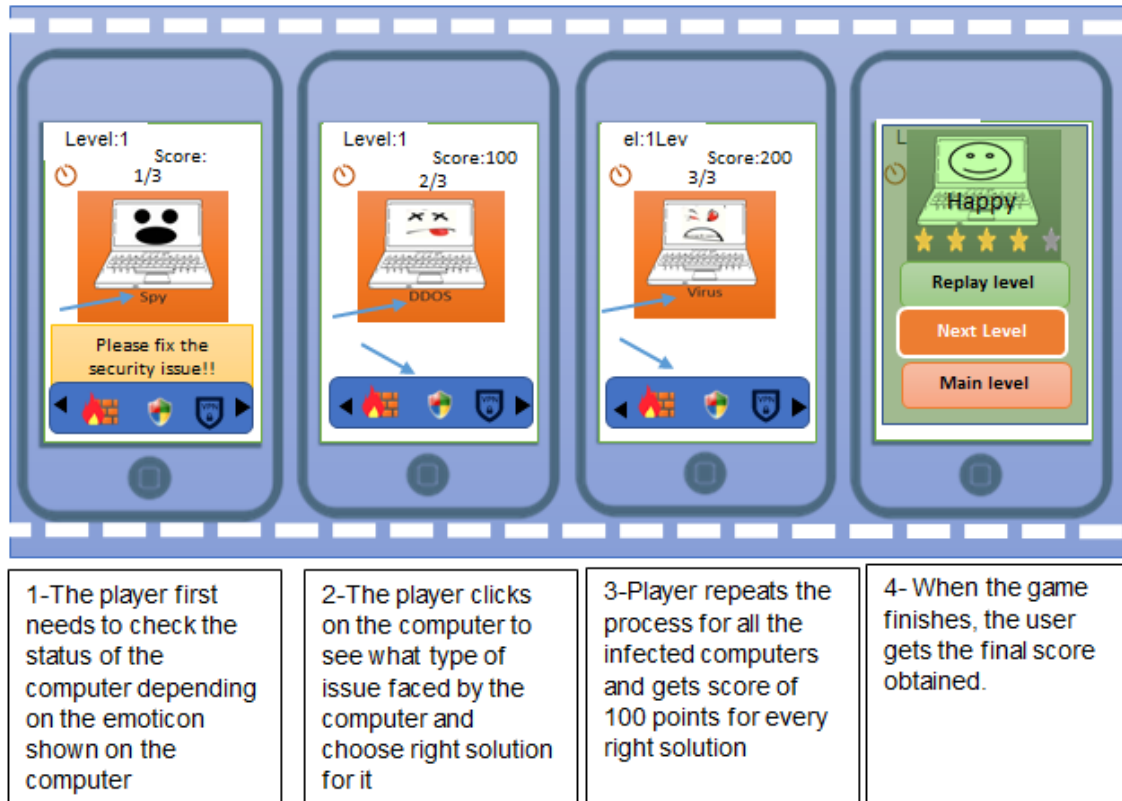 Level:1
Score:
1/3
Spy
Please fix the
security issue!!
VPN
Level:1
Score:100
2/3
DDOS
VPN
el:1Lev
Score:200
3/3
Virus
VPN
L
Happy
Replay level
Next Level
Main level
1-The player first
needs to check the
status of the
computer depending
on the emoticon
shown on the
computer
2-The player clicks
on the computer to
see what type of
issue faced by the
computer and
choose right solution
for it
3-Player repeats the
process for all the
infected computers
and gets score of
100 points for every
right solution
4- When the game
finishes, the user
gets the final score
obtained.